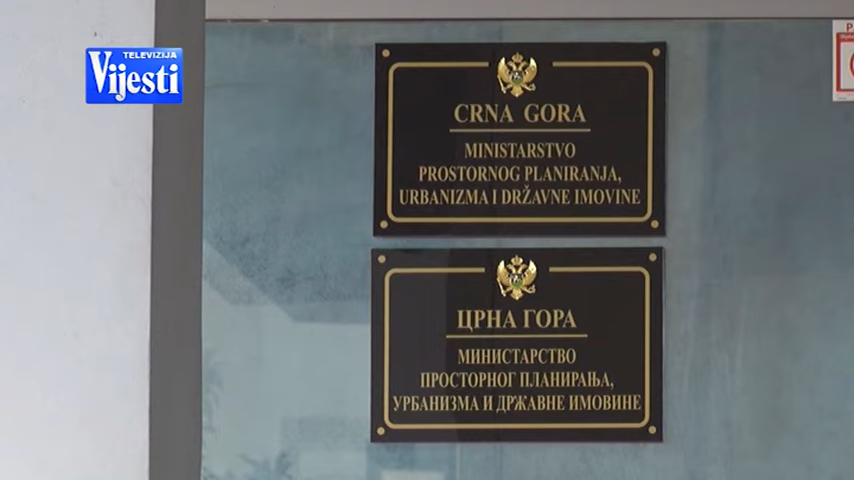 TELEVIZIJA
Vijesti
CRNA GORA
MINISTARSTVO
PROSTORNOG PLANIRANJA,
URBANIZMA I DRŽAVNE IMOVINE
ЦРНА ГОРА
МИНИСТАРСТВО
ПРОСТОРНОГ ПЛАНИРАЊА,
УРБАНИЗМА И ДРЖАВНЕ ИМОВИНЕ